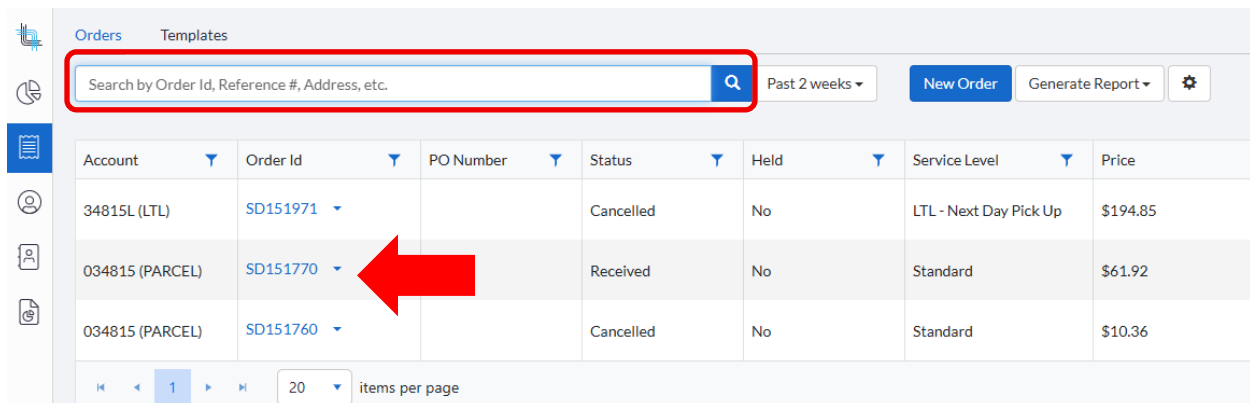 Orders Templates
Search by Order Id, Reference #, Address, etc. Past 2 weeks New Order Generate Report
Account Order Id PO Number Status Held Service Level Price
34815L (LTL) SD151971 Cancelled No LTL - Next Day Pick Up $194.85
034815 (PARCEL) SD151770 Received No Standard $61.92
034815 (PARCEL) SD151760 Cancelled No Standard $10.36
1 20 items per page